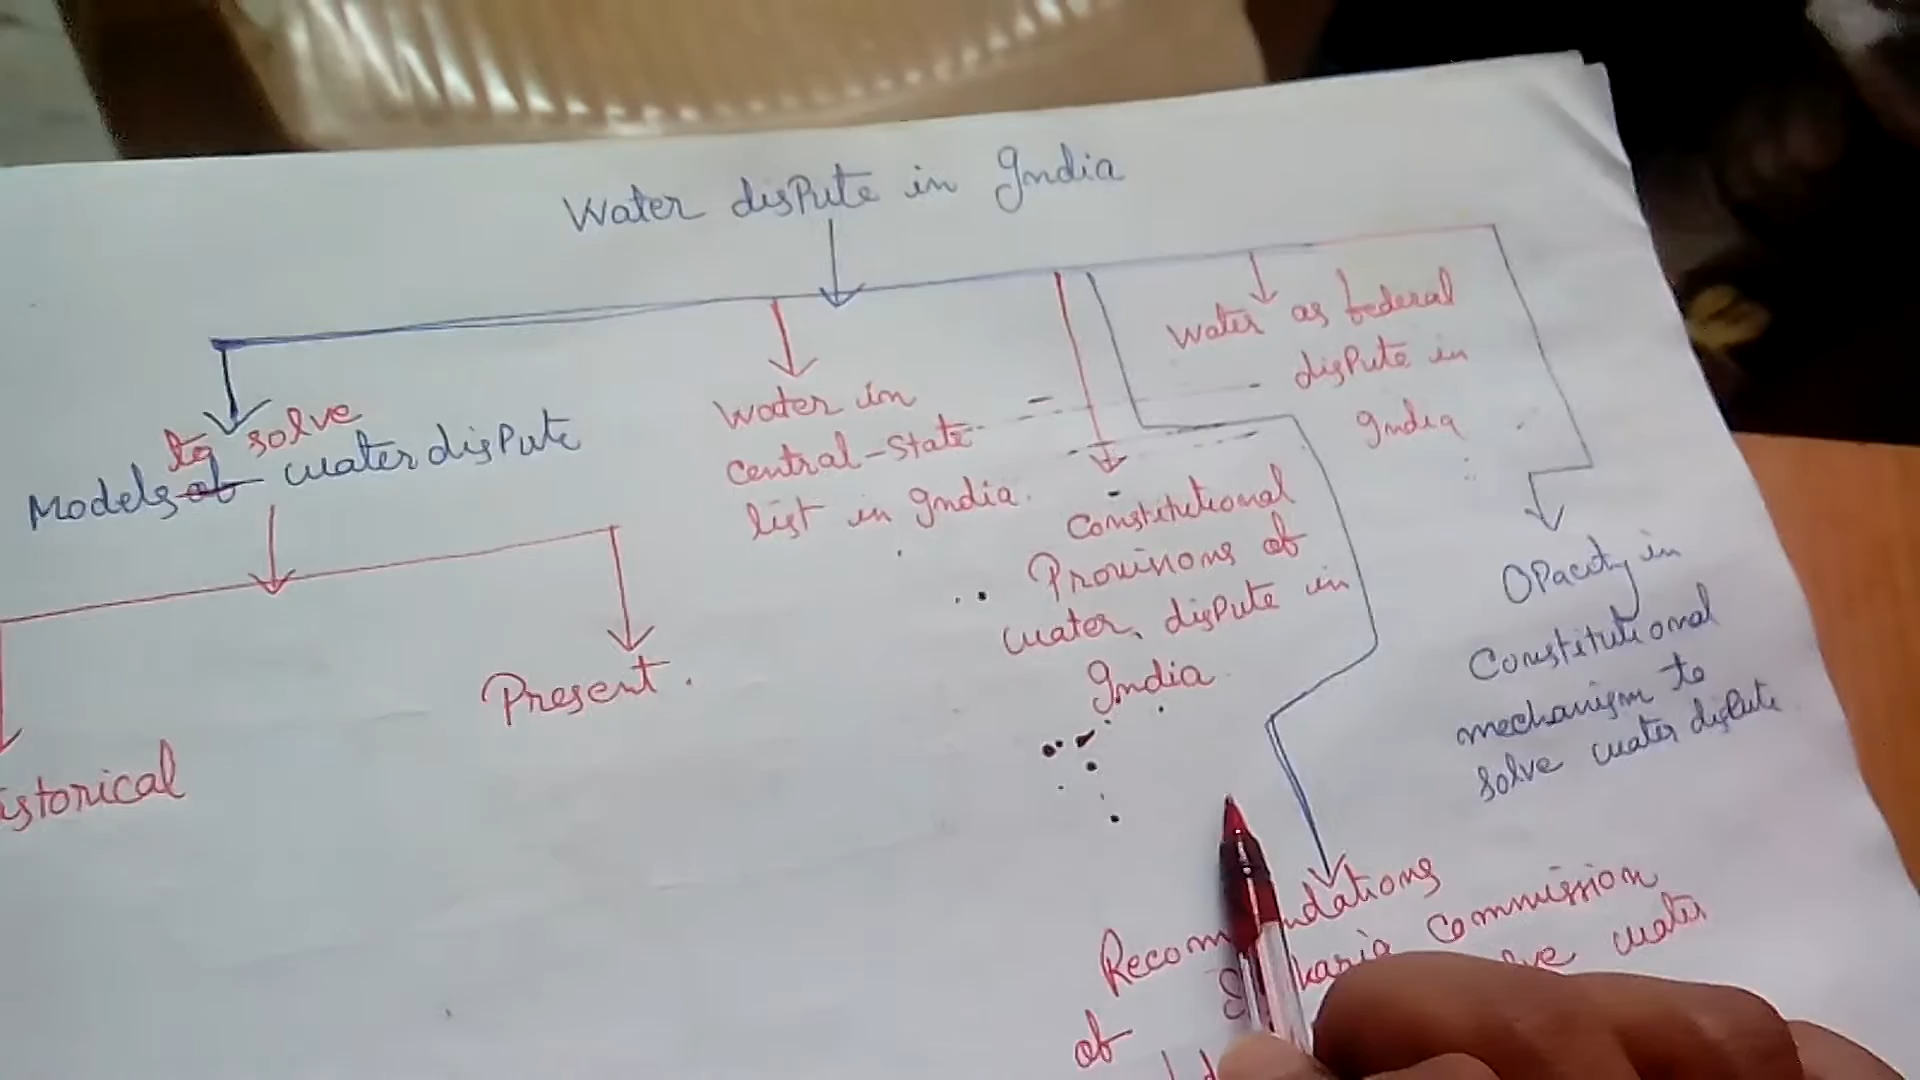 Water dispute in India
to solve
Models of water dispute
Historical
Present.
Water in
Central-State
list in India.
Constitutional
Provisions of
water dispute in
India
Water as federal
dispute in
India
Opacity in
Constitutional
mechanism to
solve water dispute
Recommendations
of Commission
water